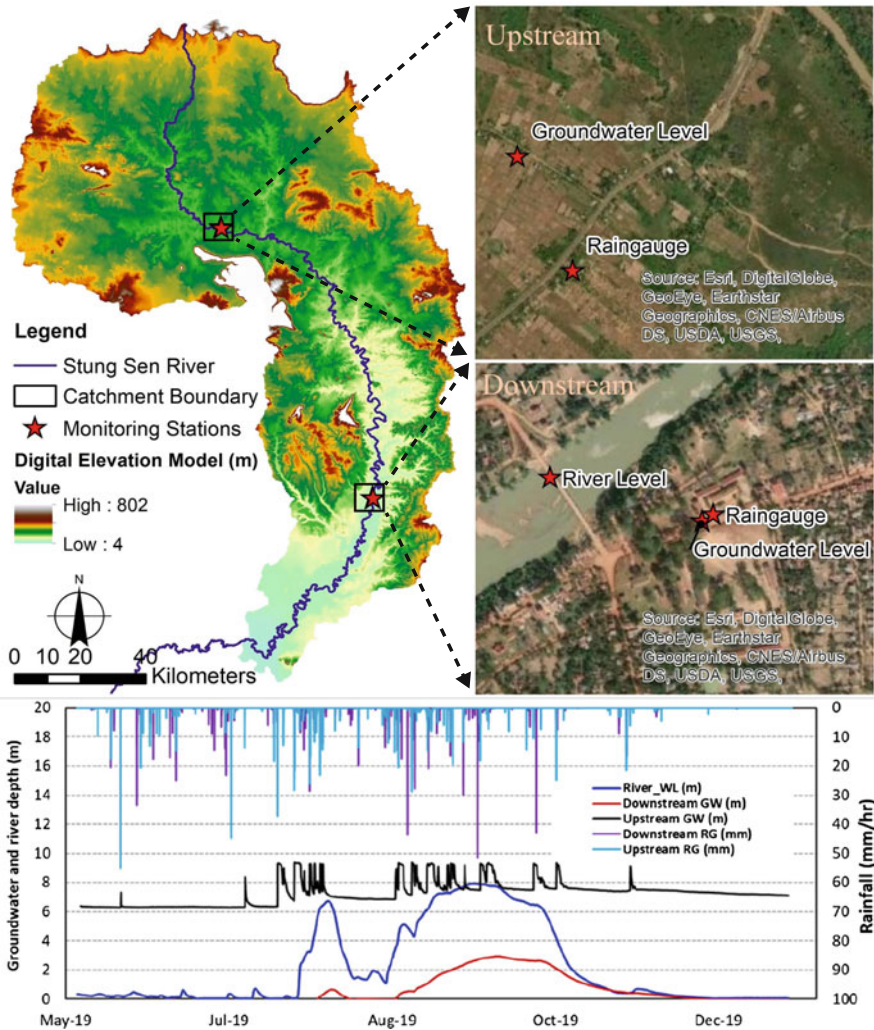 Legend
Stung Sen River
Catchment Boundary
Monitoring Stations
Digital Elevation Model (m)
Value
High : 802
Low : 4
N
0 10 20 40
Kilometers
Upstream
Groundwater Level
Raingauge
Source: Esri, DigitalGlobe,
GeoEye, Earthstar
Geographics, CNES/Airbus
DS, USDA, USGS,
Downstream
River Level
Raingauge
Groundwater Level
Source: Esri, DigitalGlobe,
GeoEye, Earthstar
Geographics, CNES/Airbus
DS, USDA, USGS,
Groundwater and river depth (m)
20
18
16
14
12
10
8
6
4
2
0
River_WL (m)
Downstream GW (m)
Upstream GW (m)
Downstream RG (mm)
Upstream RG (mm)
0
10
20
30
40
50
60
70
80
90
100
Rainfall (mm/hr)
May-19 Jul-19 Aug-19 Oct-19 Dec-19